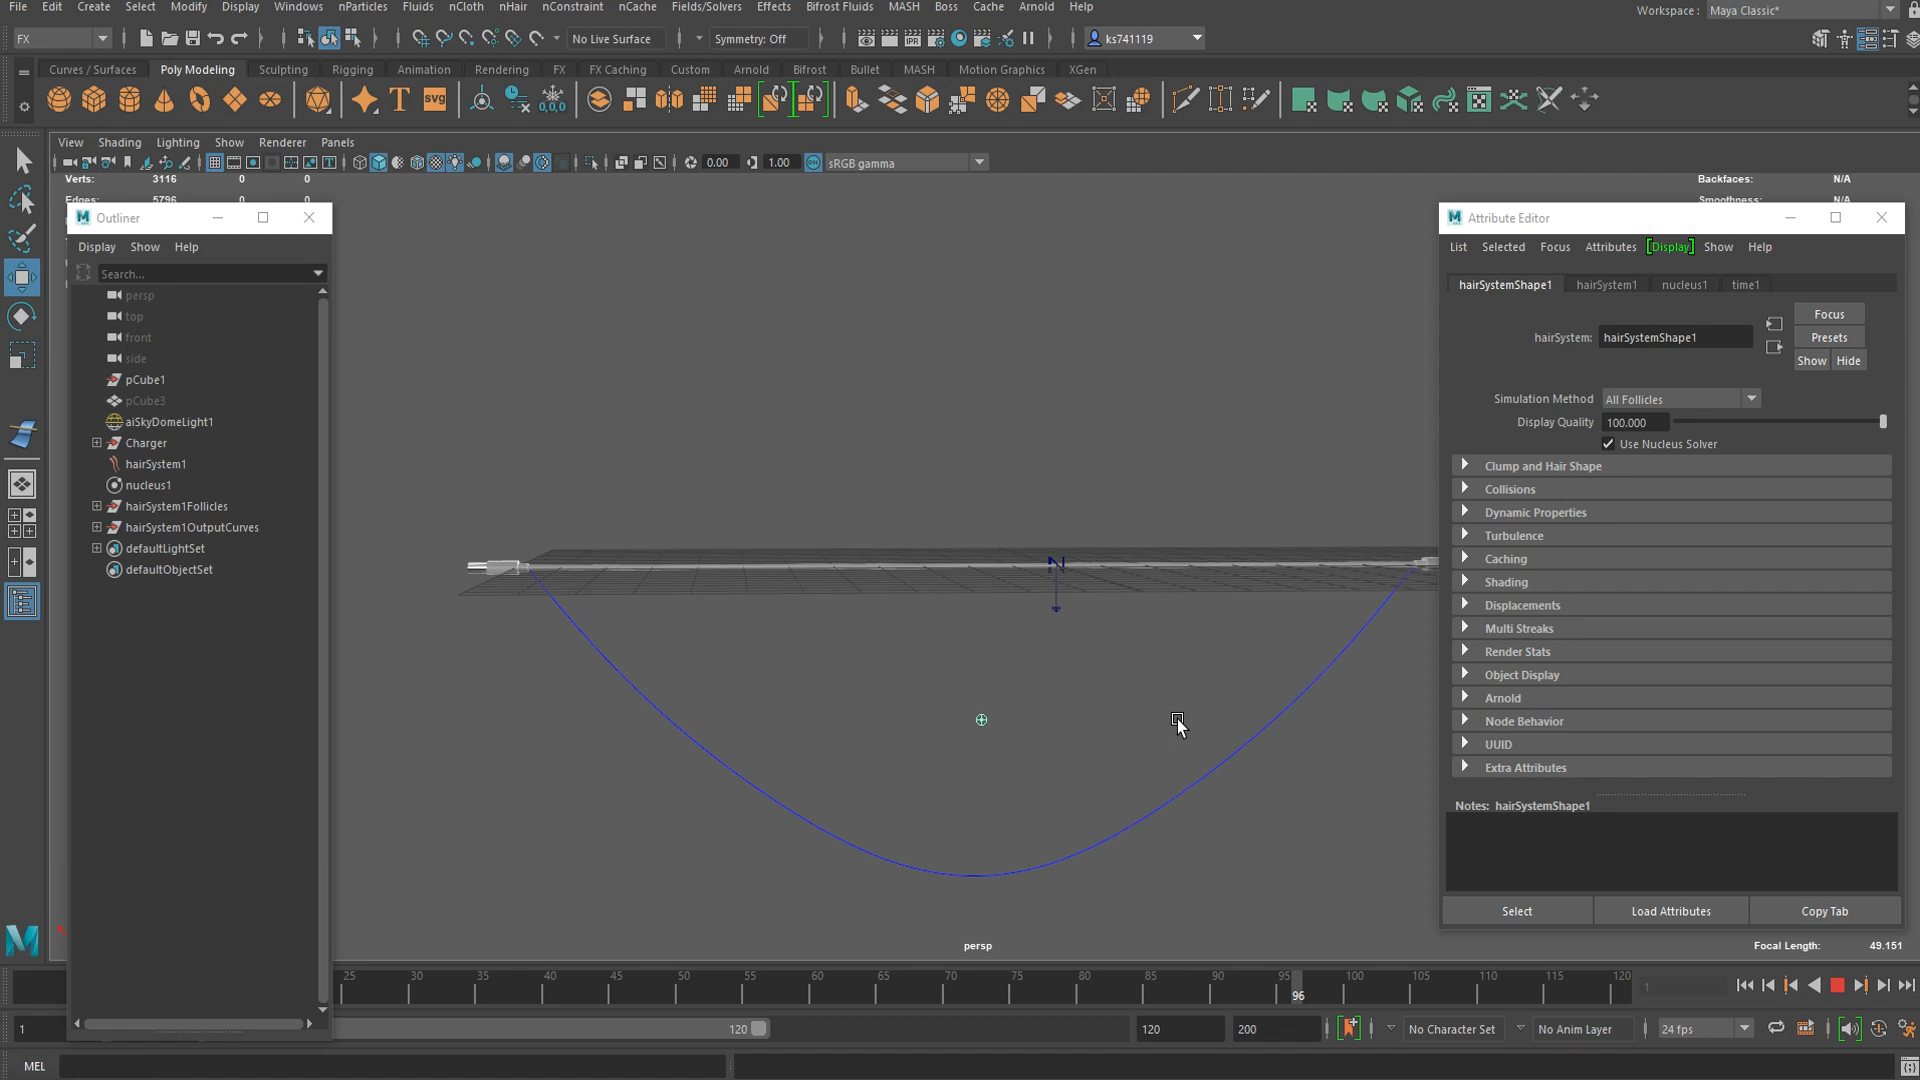 File Edit Create Select Modify Display Windows nParticles Fluids nCloth nHair nConstraint nCache Fields/Solvers Effects Bifrost Fluids MASH Boss Cache Arnold Help
Workspace : Maya Classic*
FX
No Live Surface
Symmetry: Off
ks741119
Curves / Surfaces Poly Modeling Sculpting Rigging Animation Rendering FX FX Caching Custom Arnold Bifrost Bullet MASH Motion Graphics XGen
View Shading Lighting Show Renderer Panels
0.00 1.00 sRGB gamma
Verts: 3116 0 0
Edges: 5796 0 0
Backfaces: N/A
Smoothness: N/A
Outliner
Display Show Help
Search...
persp
top
front
side
pCube1
pCube3
aiSkyDomeLight1
Charger
hairSystem1
nucleus1
hairSystem1Follicles
hairSystem1OutputCurves
defaultLightSet
defaultObjectSet
N
persp
Attribute Editor
List Selected Focus Attributes Display Show Help
hairSystemShape1 hairSystem1 nucleus1 time1
hairSystem: hairSystemShape1
Focus
Presets
Show Hide
Simulation Method All Follicles
Display Quality 100.000
Use Nucleus Solver
Clump and Hair Shape
Collisions
Dynamic Properties
Turbulence
Caching
Shading
Displacements
Multi Streaks
Render Stats
Object Display
Arnold
Node Behavior
UUID
Extra Attributes
Notes: hairSystemShape1
Select Load Attributes Copy Tab
Focal Length: 49.151
25 30 35 40 45 50 55 60 65 70 75 80 85 90 95 100 105 110 115 120
96
1
1 120 120 200 No Character Set No Anim Layer 24 fps
MEL